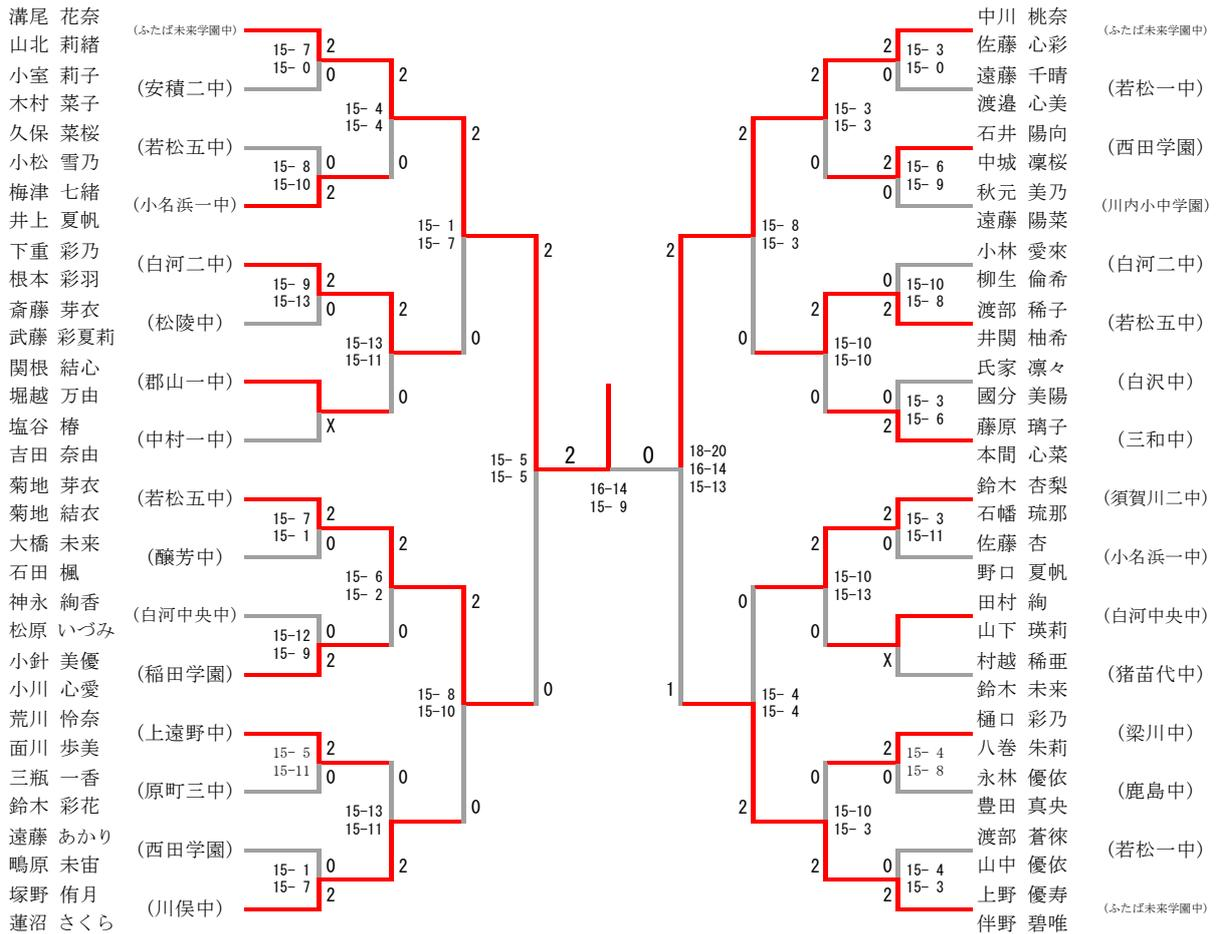 溝尾 花奈
山北 莉緒
(ふたば未来学園中)
15- 7
15- 0
2
0
小室 莉子
木村 菜子
(安積二中)
15- 4
15- 4
2
0
久保 菜桜
小松 雪乃
(若松五中)
15- 8
15-10
0
2
梅津 七緒
井上 夏帆
(小名浜一中)
15- 1
15- 7
2
0
下重 彩乃
根本 彩羽
(白河二中)
15- 9
15-13
2
0
斎藤 芽衣
武藤 彩夏莉
(松陵中)
15-13
15-11
2
0
関根 結心
堀越 万由
(郡山一中)
X
塩谷 椿
吉田 奈由
(中村一中)
15- 5
15- 5
2
0
菊地 芽衣
菊地 結衣
(若松五中)
15- 7
15- 1
2
0
大橋 未来
石田 楓
(醸芳中)
15- 6
15- 2
2
0
神永 絢香
松原 いづみ
(白河中央中)
15-12
15- 9
0
2
小針 美優
小川 心愛
(稲田学園)
15- 8
15-10
2
0
荒川 怜奈
面川 歩美
(上遠野中)
15- 5
15-11
2
0
三瓶 一香
鈴木 彩花
(原町三中)
15-13
15-11
0
2
遠藤 あかり
鴫原 未宙
(西田学園)
15- 1
15- 7
0
2
塚野 侑月
蓮沼 さくら
(川俣中)
2
0
16-14
15- 9
中川 桃奈
佐藤 心彩
(ふたば未来学園中)
2
0
15- 3
15- 0
遠藤 千晴
渡邉 心美
(若松一中)
2
0
15- 3
15- 3
石井 陽向
中城 凜桜
(西田学園)
2
0
15- 6
15- 9
秋元 美乃
遠藤 陽菜
(川内小中学園)
2
0
15- 8
15- 3
小林 愛來
柳生 倫希
(白河二中)
0
2
15-10
15- 8
渡部 稀子
井関 柚希
(若松五中)
2
0
15-10
15-10
氏家 凛々
國分 美陽
(白沢中)
0
2
15- 3
15- 6
藤原 璃子
本間 心菜
(三和中)
2
1
18-20
16-14
15-13
鈴木 杏梨
石幡 琉那
(須賀川二中)
2
0
15- 3
15-11
佐藤 杏
野口 夏帆
(小名浜一中)
2
0
15-10
15-13
田村 絢
山下 瑛莉
(白河中央中)
X
村越 稀亜
鈴木 未来
(猪苗代中)
0
2
15- 4
15- 4
樋口 彩乃
八巻 朱莉
(梁川中)
2
0
15- 4
15- 8
永林 優依
豊田 真央
(鹿島中)
0
2
15-10
15- 3
渡部 蒼徠
山中 優依
(若松一中)
0
2
15- 4
15- 3
上野 優寿
伴野 碧唯
(ふたば未来学園中)